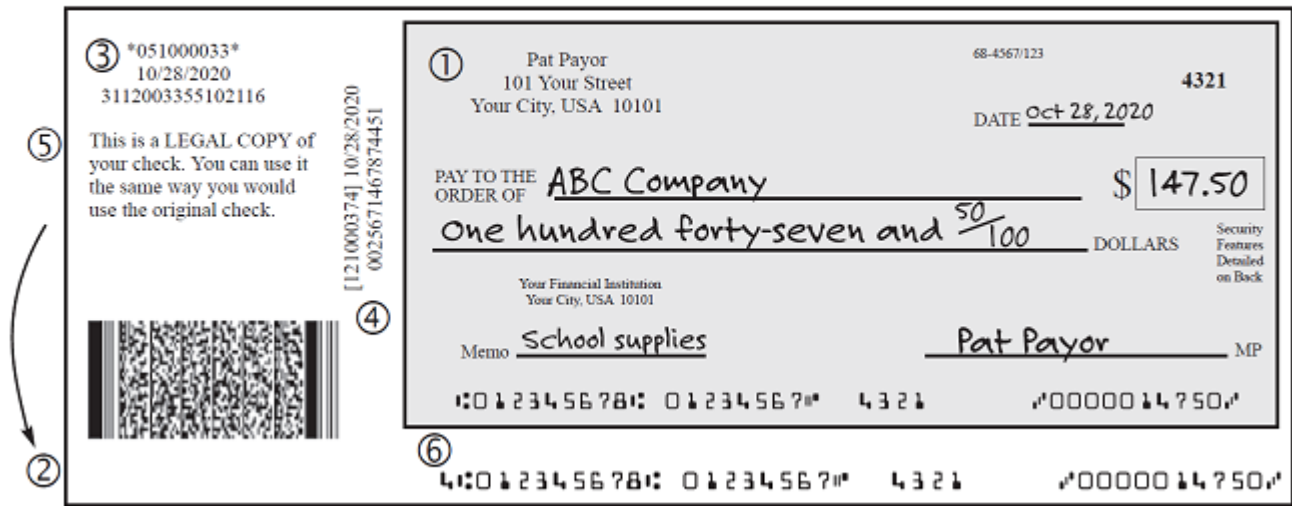 ③ *051000033*
10/28/2020
3112003355102116
⑤ This is a LEGAL COPY of
your check. You can use it
the same way you would
use the original check.
②
[121000374] 10/28/2020
0025671467874451
④
① Pat Payor
101 Your Street
Your City, USA 10101
68-4567/123
4321
DATE Oct 28, 2020
PAY TO THE
ORDER OF ABC Company $ 147.50
One hundred forty-seven and 50/100 DOLLARS
Security
Features
Detailed
on Back
Your Financial Institution
Your City, USA 10101
Memo School supplies Pat Payor MP
⑆012345678⑆ 01234567⑈ 4321 ⑇0000014750⑇
⑥
4⑆012345678⑆ 01234567⑈ 4321 ⑇0000014750⑇